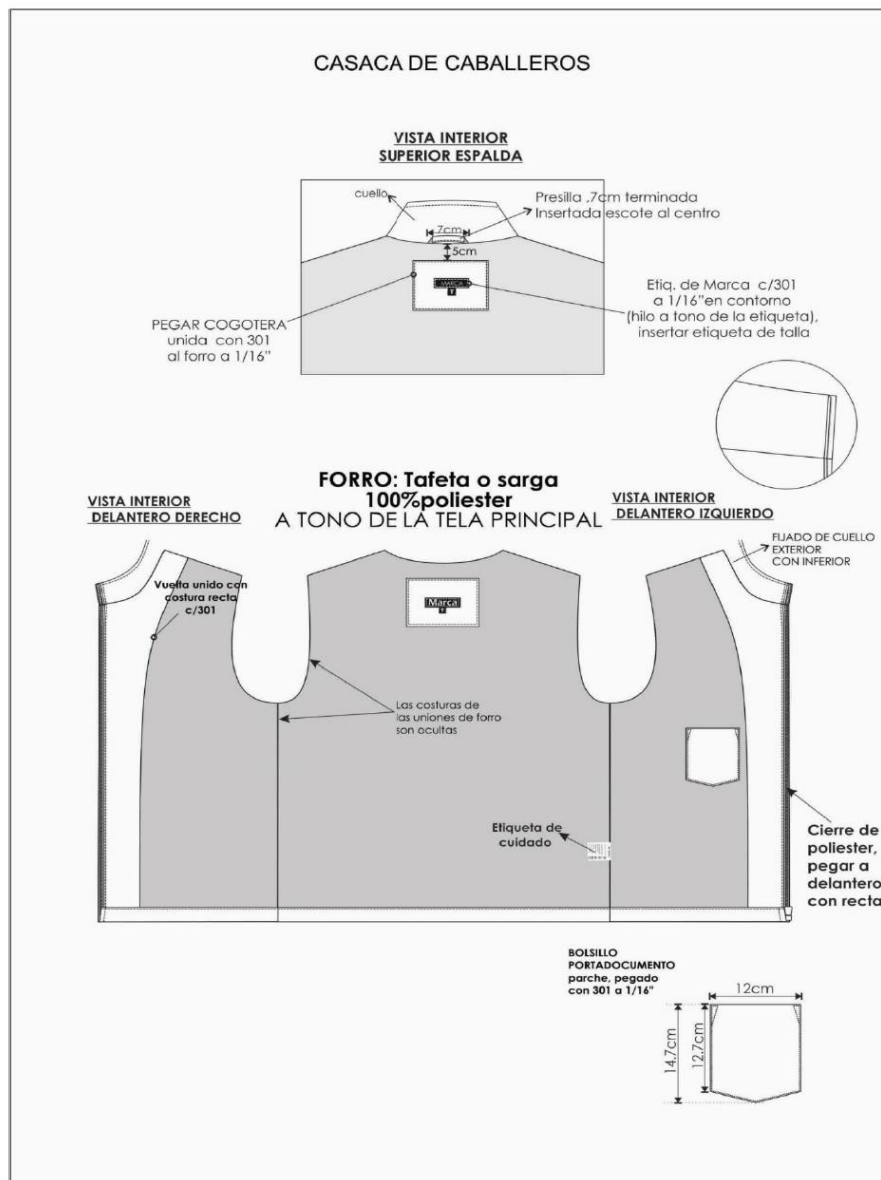 CASACA DE CABALLEROS
VISTA INTERIOR
SUPERIOR ESPALDA
cuello
Presilla ,7cm terminada
Insertada escote al centro
7cm
5cm
MARCA
T
Etiq. de Marca c/301
a 1/16"en contorno
(hilo a tono de la etiqueta),
insertar etiqueta de talla
PEGAR COGOTERA
unida con 301
al forro a 1/16"
FORRO: Tafeta o sarga
100%poliester
A TONO DE LA TELA PRINCIPAL
VISTA INTERIOR
DELANTERO DERECHO
VISTA INTERIOR
DELANTERO IZQUIERDO
FIJADO DE CUELLO
EXTERIOR
CON INFERIOR
Vuelta unido con
costura recta
c/301
Marca
T
Las costuras de
las uniones de forro
son ocultas
Etiqueta de
cuidado
Cierre de
poliester,
pegar a
delantero
con recta
BOLSILLO
PORTADOCUMENTO
parche, pegado
con 301 a 1/16"
12cm
14.7cm
12.7cm